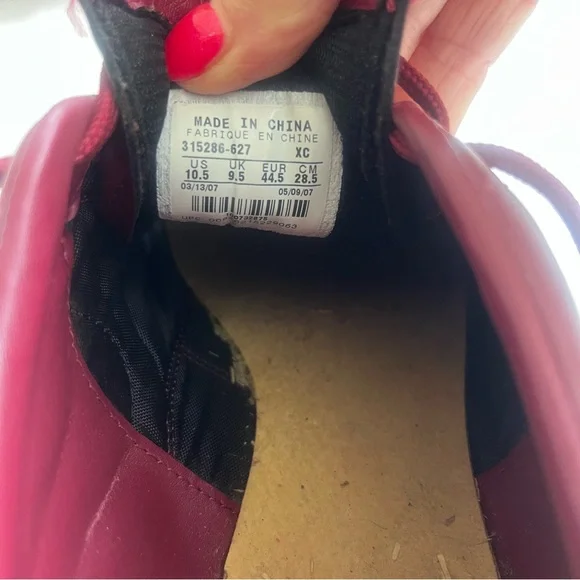 MADE IN CHINA
FABRIQUE EN CHINE
315286-627 XC
US UK EUR CM
10.5 9.5 44.5 28.5
03/13/07 05/09/07